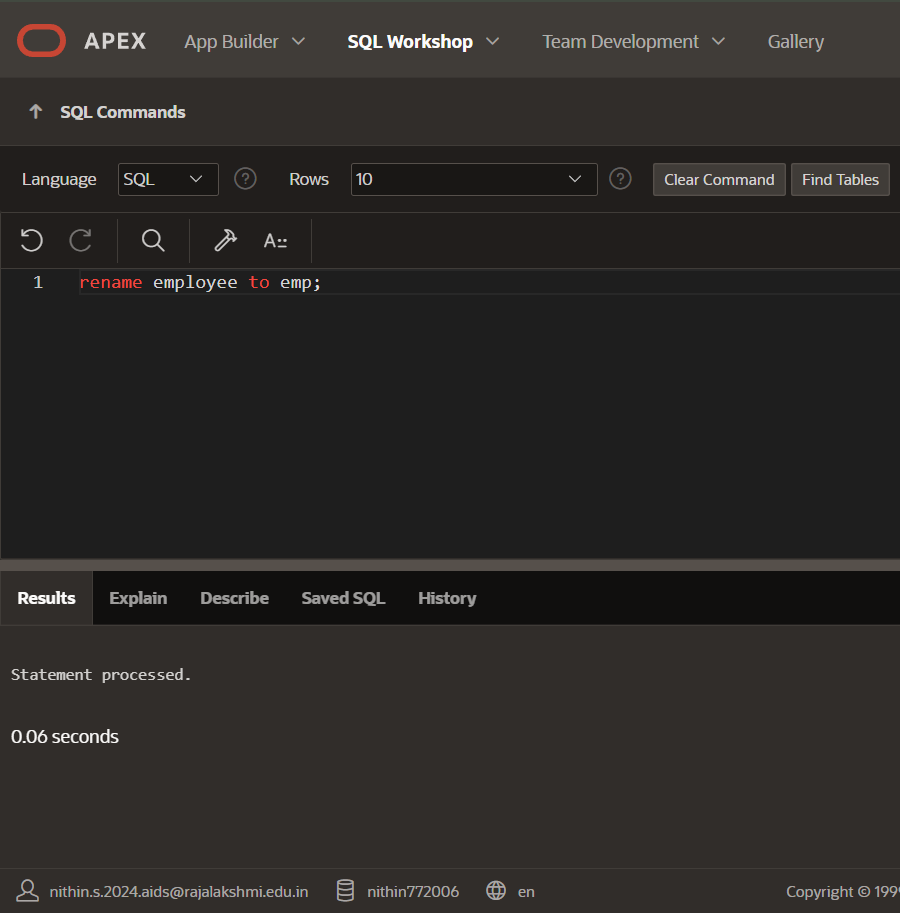 APEX App Builder SQL Workshop Team Development Gallery
SQL Commands
Language SQL ? Rows 10 ? Clear Command Find Tables
A::
1 rename employee to emp;
Results Explain Describe Saved SQL History
Statement processed.
0.06 seconds
nithin.s.2024.aids@rajalakshmi.edu.in nithin772006 en Copyright © 199